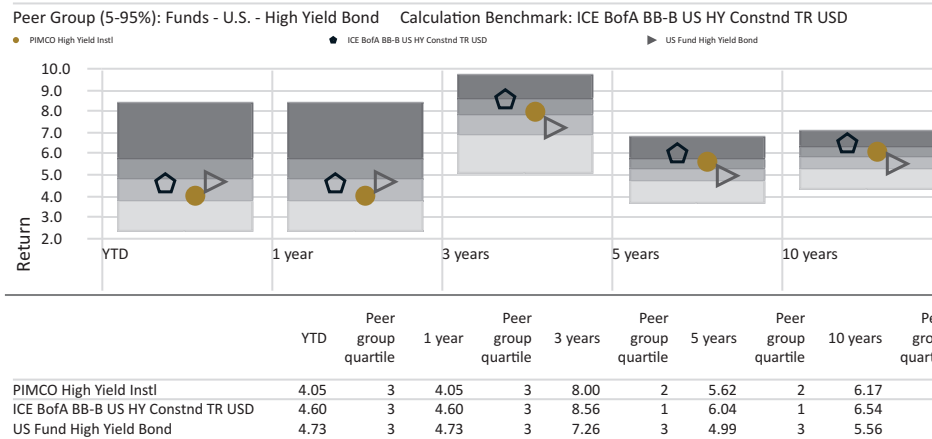 Peer Group (5-95%): Funds - U.S. - High Yield Bond Calculation Benchmark: ICE BofA BB-B US HY Constnd TR USD
PIMCO High Yield Instl ICE BofA BB-B US HY Constnd TR USD US Fund High Yield Bond
10.0
9.0
8.0
7.0
6.0
5.0
4.0
3.0
2.0
Return
YTD 1 year 3 years 5 years 10 years
YTD Peer group quartile 1 year Peer group quartile 3 years Peer group quartile 5 years Peer group quartile 10 years
PIMCO High Yield Instl 4.05 3 4.05 3 8.00 2 5.62 2 6.17
ICE BofA BB-B US HY Constnd TR USD 4.60 3 4.60 3 8.56 1 6.04 1 6.54
US Fund High Yield Bond 4.73 3 4.73 3 7.26 3 4.99 3 5.56